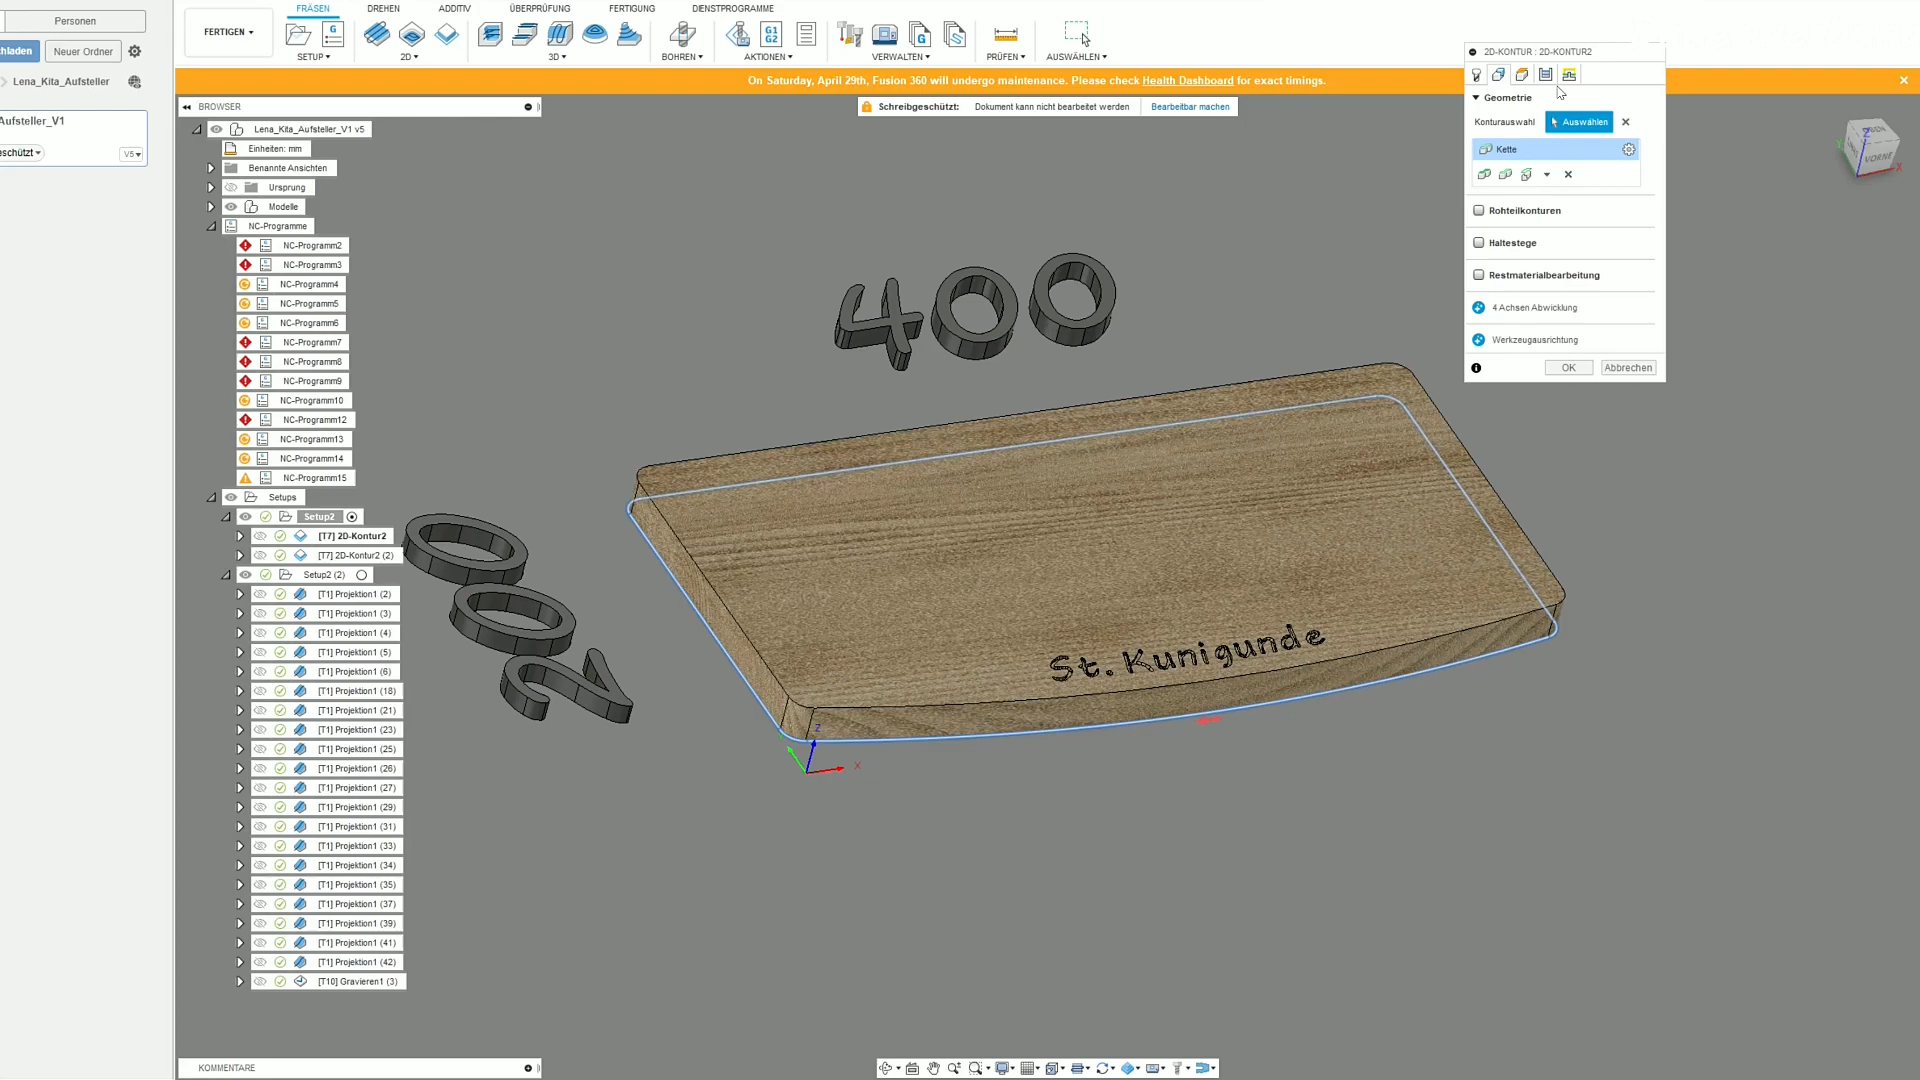 Personen
hladen
Neuer Ordner
Lena_Kita_Aufsteller
Aufsteller_V1
eschützt
V5
FERTIGEN
FRÄSEN
DREHEN
ADDITIV
ÜBERPRÜFUNG
FERTIGUNG
DIENSTPROGRAMME
SETUP
2D
3D
BOHREN
AKTIONEN
VERWALTEN
PRÜFEN
AUSWÄHLEN
G
G1
G2
G
On Saturday, April 29th, Fusion 360 will undergo maintenance. Please check Health Dashboard for exact timings.
BROWSER
Schreibgeschützt: Dokument kann nicht bearbeitet werden Bearbeitbar machen
Lena_Kita_Aufsteller_V1 v5
Einheiten: mm
Benannte Ansichten
Ursprung
Modelle
NC-Programme
NC-Programm2
NC-Programm3
NC-Programm4
NC-Programm5
NC-Programm6
NC-Programm7
NC-Programm8
NC-Programm9
NC-Programm10
NC-Programm12
NC-Programm13
NC-Programm14
NC-Programm15
Setups
Setup2
[T7] 2D-Kontur2
[T7] 2D-Kontur2 (2)
Setup2 (2)
[T1] Projektion1 (2)
[T1] Projektion1 (3)
[T1] Projektion1 (4)
[T1] Projektion1 (5)
[T1] Projektion1 (6)
[T1] Projektion1 (18)
[T1] Projektion1 (21)
[T1] Projektion1 (23)
[T1] Projektion1 (25)
[T1] Projektion1 (26)
[T1] Projektion1 (27)
[T1] Projektion1 (29)
[T1] Projektion1 (31)
[T1] Projektion1 (33)
[T1] Projektion1 (34)
[T1] Projektion1 (35)
[T1] Projektion1 (37)
[T1] Projektion1 (39)
[T1] Projektion1 (41)
[T1] Projektion1 (42)
[T10] Gravieren1 (3)
KOMMENTARE
400
200
St. Kunigunde
Z
X
2D-KONTUR : 2D-KONTUR2
Geometrie
Konturauswahl
Auswählen
Kette
Rohteilkonturen
Haltestege
Restmaterialbearbeitung
4 Achsen Abwicklung
Werkzeugausrichtung
OK
Abbrechen
Z
VORNE
X